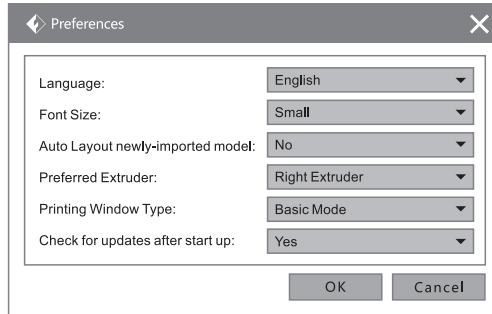 Preferences
Language: English
Font Size: Small
Auto Layout newly-imported model: No
Preferred Extruder: Right Extruder
Printing Window Type: Basic Mode
Check for updates after start up: Yes
OK Cancel